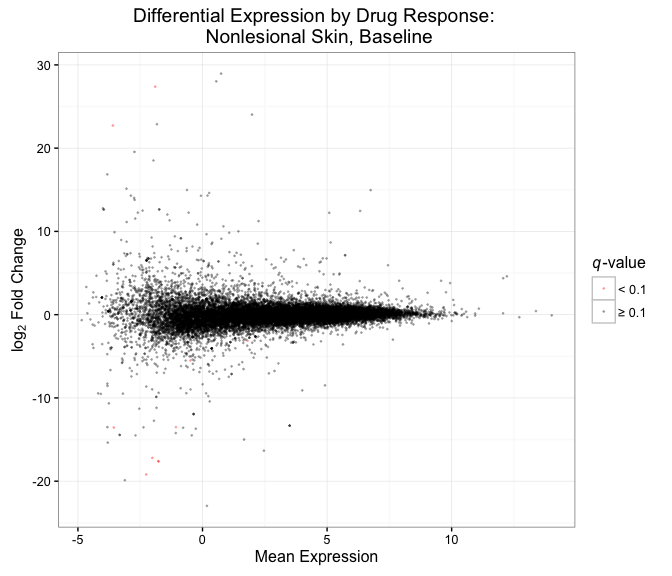 Differential Expression by Drug Response:
Nonlesional Skin, Baseline
30
20
10
0
-10
-20
log₂ Fold Change
-5
0
5
10
Mean Expression
q-value
< 0.1
≥ 0.1